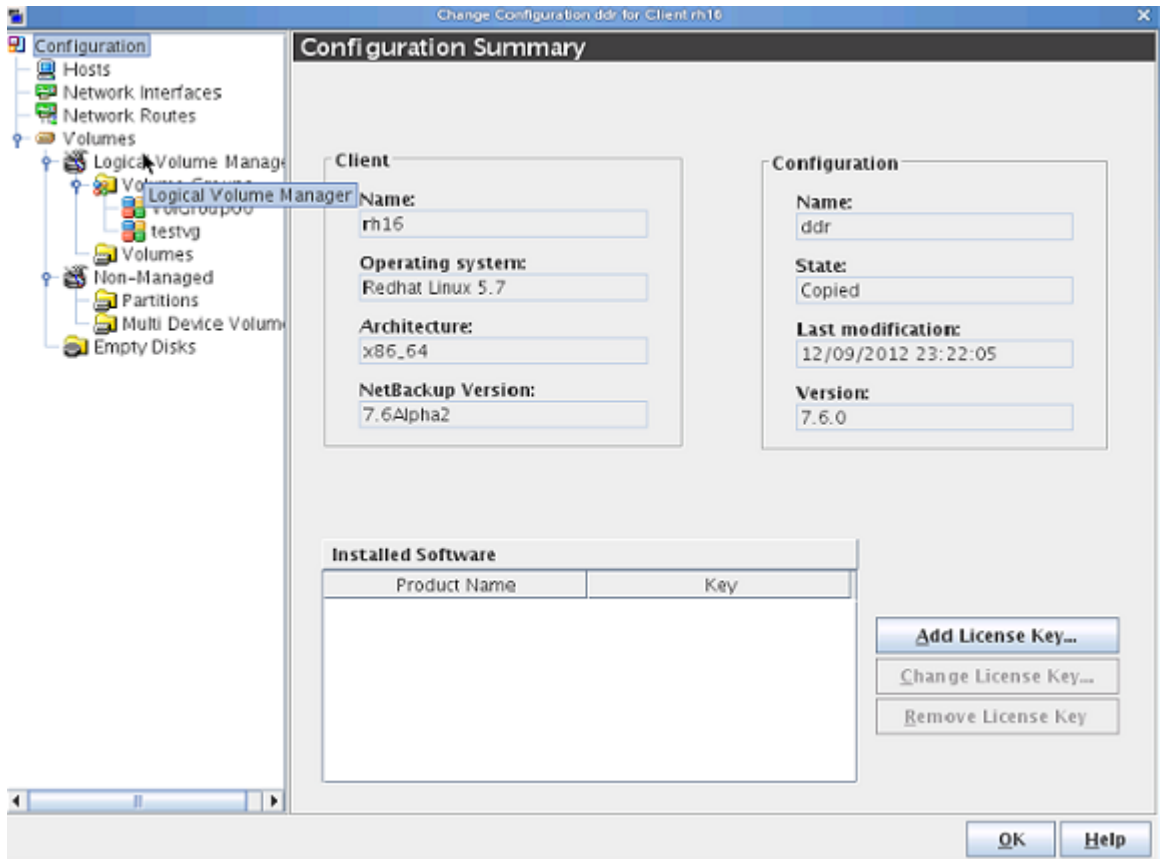 Change Configuration ddr for Client rh16
Configuration
Hosts
Network Interfaces
Network Routes
Volumes
Logical Volume Manage
Logical Volume Manager
testvg
Volumes
Non-Managed
Partitions
Multi Device Volum
Empty Disks
Configuration Summary
Client
Name:
rh16
Operating system:
Redhat Linux 5.7
Architecture:
x86_64
NetBackup Version:
7.6Alpha2
Configuration
Name:
ddr
State:
Copied
Last modification:
12/09/2012 23:22:05
Version:
7.6.0
Installed Software
Product Name Key
Add License Key...
Change License Key...
Remove License Key
OK Help